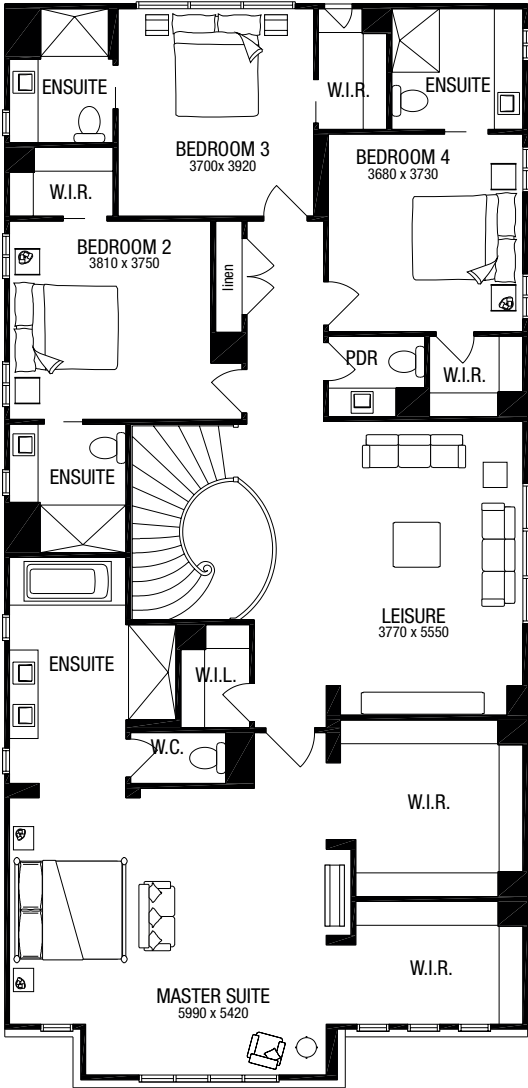 ENSUITE
W.I.R.
ENSUITE
BEDROOM 3
3700x 3920
BEDROOM 4
3680 x 3730
W.I.R.
BEDROOM 2
3810 x 3750
linen
PDR
W.I.R.
ENSUITE
LEISURE
3770 x 5550
ENSUITE
W.I.L.
W.C.
W.I.R.
W.I.R.
MASTER SUITE
5990 x 5420